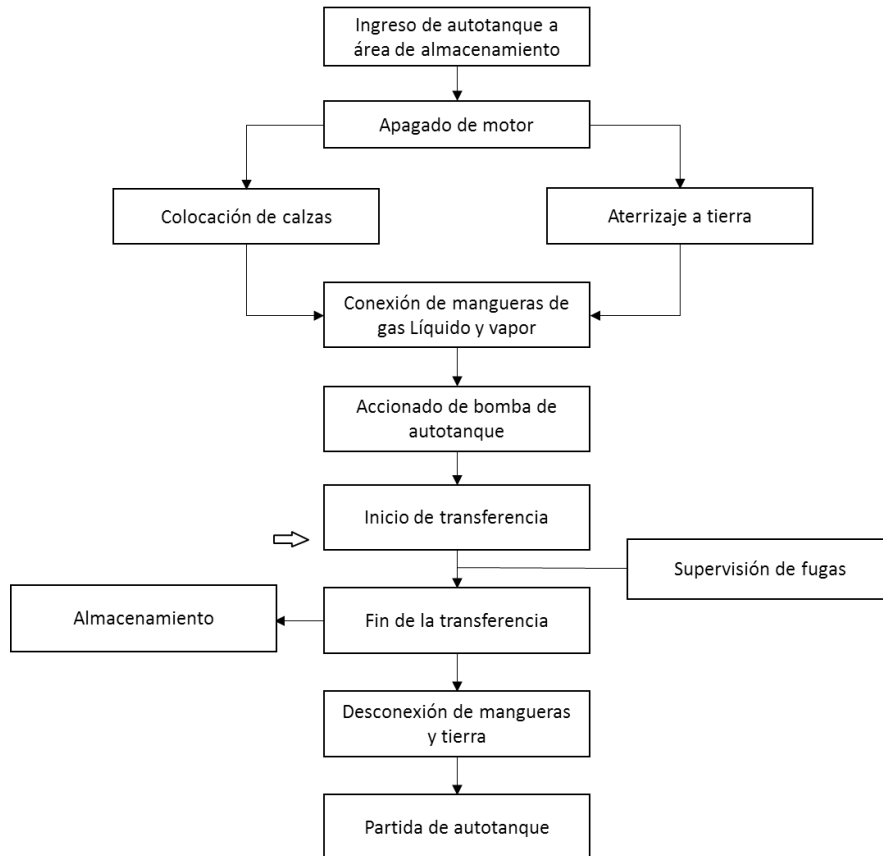 Ingreso de autotanque a
área de almacenamiento
Apagado de motor
Colocación de calzas
Aterrizaje a tierra
Conexión de mangueras de
gas Líquido y vapor
Accionado de bomba de
autotanque
Inicio de transferencia
Supervisión de fugas
Almacenamiento
Fin de la transferencia
Desconexión de mangueras
y tierra
Partida de autotanque